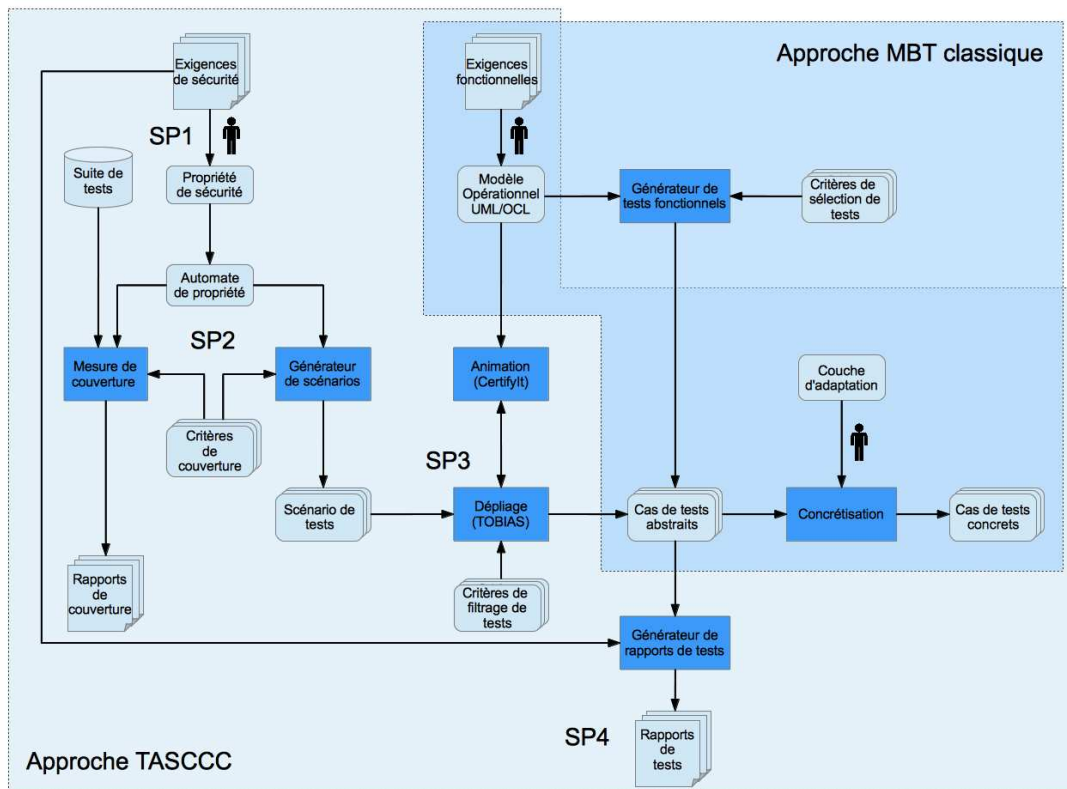 Exigences
de sécurité
Exigences
fonctionnelles
Approche MBT classique
SP1
Suite de
tests
Propriété
de sécurité
Modèle
Opérationnel
UML/OCL
Générateur de
tests fonctionnels
Critères de
sélection de
tests
Automate
de propriété
SP2
Mesure de
couverture
Générateur
de scénarios
Animation
(CertifyIt)
Couche
d'adaptation
Critères
de
couverture
SP3
Scénario de
tests
Dépliage
(TOBIAS)
Cas de tests
abstraits
Concrétisation
Cas de tests
concrets
Rapports
de
couverture
Critères de
filtrage de
tests
Générateur de
rapports de tests
SP4
Rapports
de
tests
Approche TASCCC